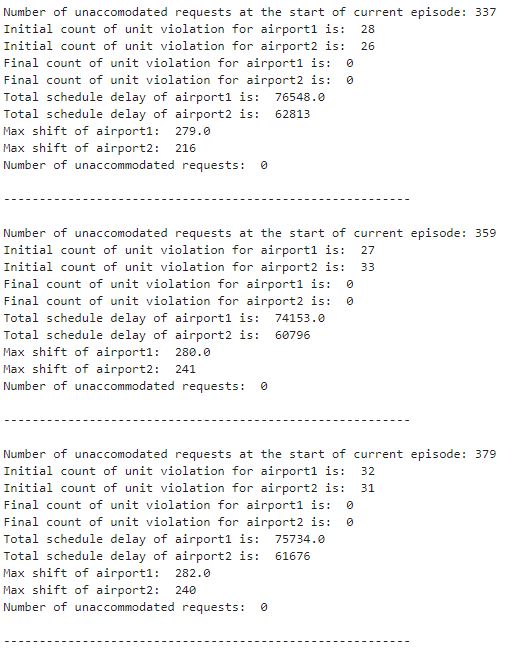 Number of unaccomodated requests at the start of current episode: 337
Initial count of unit violation for airport1 is:  28
Initial count of unit violation for airport2 is:  26
Final count of unit violation for airport1 is:  0
Final count of unit violation for airport2 is:  0
Total schedule delay of airport1 is:  76548.0
Total schedule delay of airport2 is:  62813
Max shift of airport1:  279.0
Max shift of airport2:  216
Number of unaccommodated requests:  0
--------------------------------------------------------
Number of unaccomodated requests at the start of current episode: 359
Initial count of unit violation for airport1 is:  27
Initial count of unit violation for airport2 is:  33
Final count of unit violation for airport1 is:  0
Final count of unit violation for airport2 is:  0
Total schedule delay of airport1 is:  74153.0
Total schedule delay of airport2 is:  60796
Max shift of airport1:  280.0
Max shift of airport2:  241
Number of unaccommodated requests:  0
--------------------------------------------------------
Number of unaccomodated requests at the start of current episode: 379
Initial count of unit violation for airport1 is:  32
Initial count of unit violation for airport2 is:  31
Final count of unit violation for airport1 is:  0
Final count of unit violation for airport2 is:  0
Total schedule delay of airport1 is:  75734.0
Total schedule delay of airport2 is:  61676
Max shift of airport1:  282.0
Max shift of airport2:  240
Number of unaccommodated requests:  0
--------------------------------------------------------